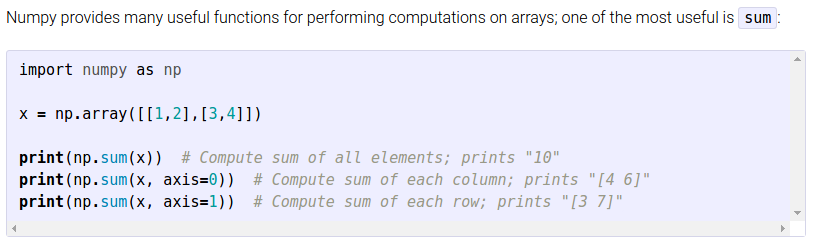 Numpy provides many useful functions for performing computations on arrays; one of the most useful is sum:
import numpy as np
x = np.array([[1,2],[3,4]])
print(np.sum(x))  # Compute sum of all elements; prints "10"
print(np.sum(x, axis=0))  # Compute sum of each column; prints "[4 6]"
print(np.sum(x, axis=1))  # Compute sum of each row; prints "[3 7]"